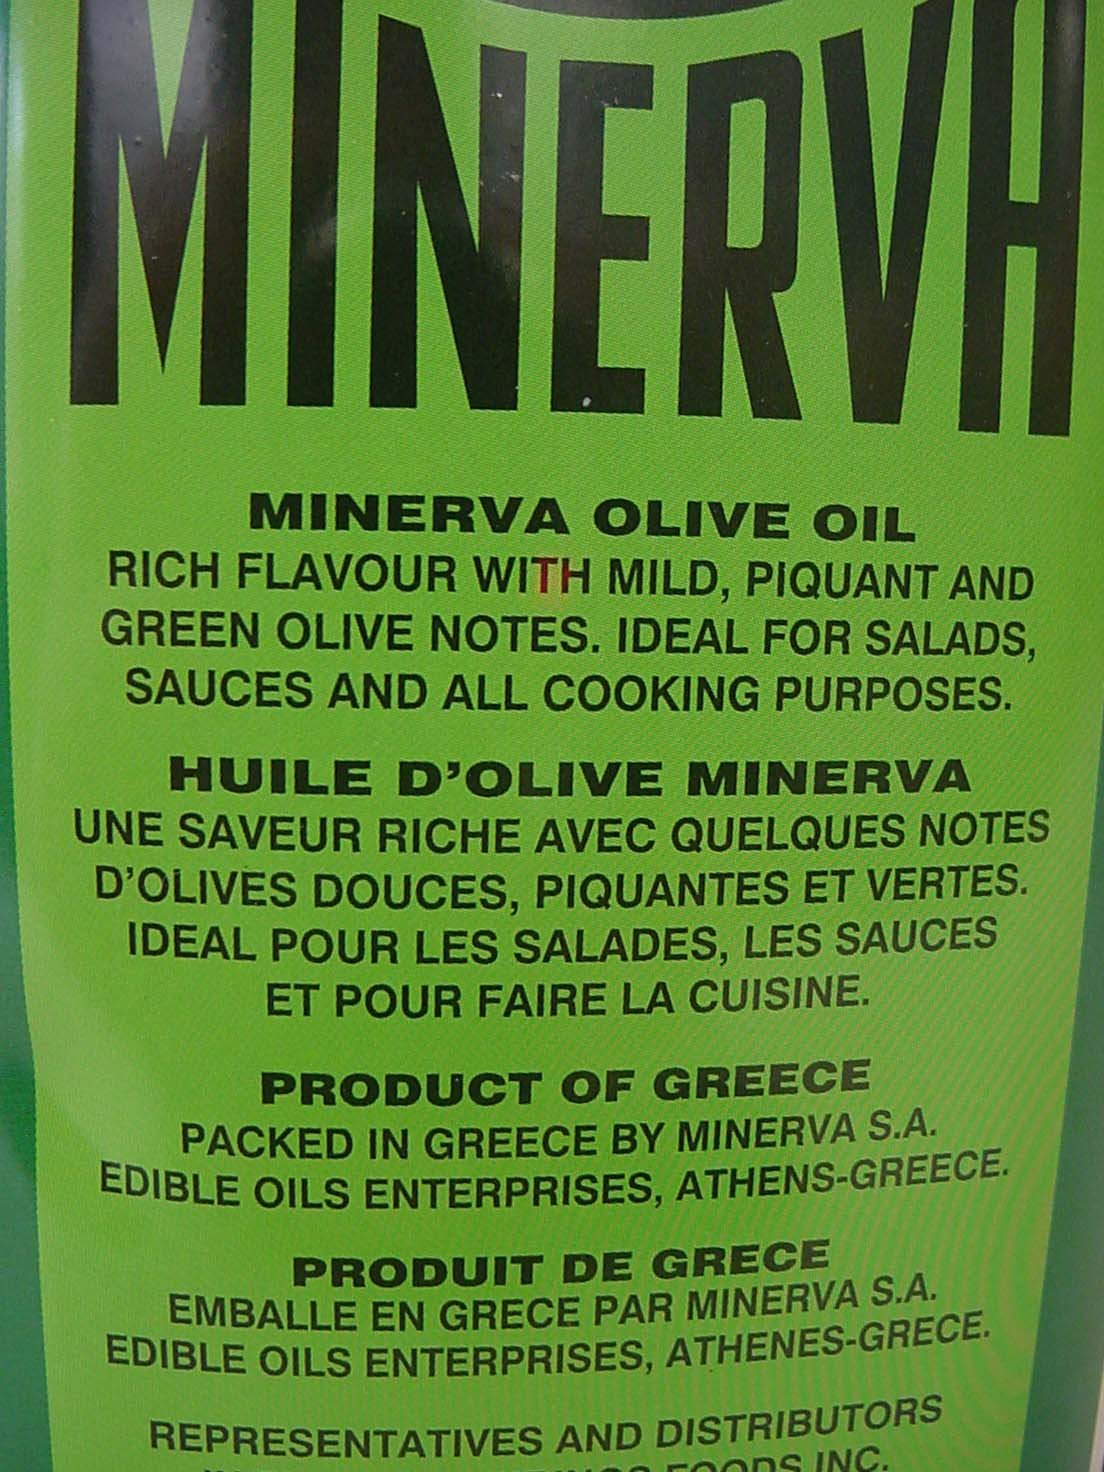 MINERVA
MINERVA OLIVE OIL
RICH FLAVOUR WITH MILD, PIQUANT AND
GREEN OLIVE NOTES. IDEAL FOR SALADS,
SAUCES AND ALL COOKING PURPOSES.
HUILE D'OLIVE MINERVA
UNE SAVEUR RICHE AVEC QUELQUES NOTES
D'OLIVES DOUCES, PIQUANTES ET VERTES.
IDEAL POUR LES SALADES, LES SAUCES
ET POUR FAIRE LA CUISINE.
PRODUCT OF GREECE
PACKED IN GREECE BY MINERVA S.A.
EDIBLE OILS ENTERPRISES, ATHENS-GREECE.
PRODUIT DE GRECE
EMBALLE EN GRECE PAR MINERVA S.A.
EDIBLE OILS ENTERPRISES, ATHENES-GRECE.
REPRESENTATIVES AND DISTRIBUTORS
FOODS INC.